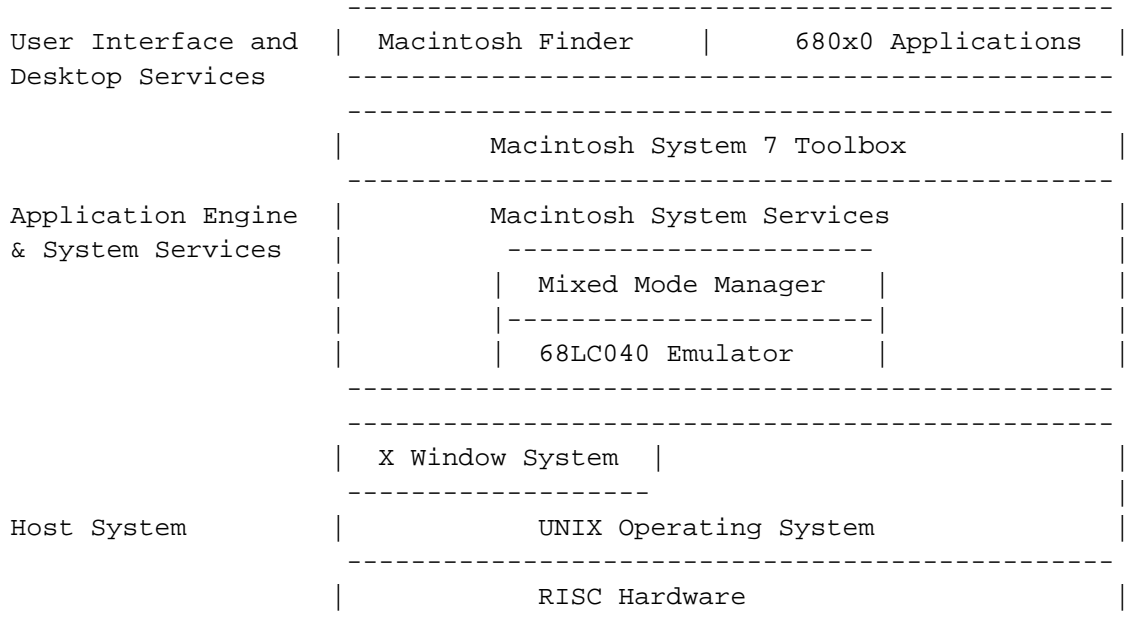 ------------------------------------------------
User Interface and | Macintosh Finder | 680x0 Applications |
Desktop Services ------------------------------------------------
------------------------------------------------
| Macintosh System 7 Toolbox |
------------------------------------------------
Application Engine | Macintosh System Services |
& System Services | ----------------------- |
| | Mixed Mode Manager | |
| |-----------------------| |
| | 68LC040 Emulator | |
------------------------------------------------
------------------------------------------------
| X Window System | |
------------------- |
Host System | UNIX Operating System |
------------------------------------------------
| RISC Hardware |